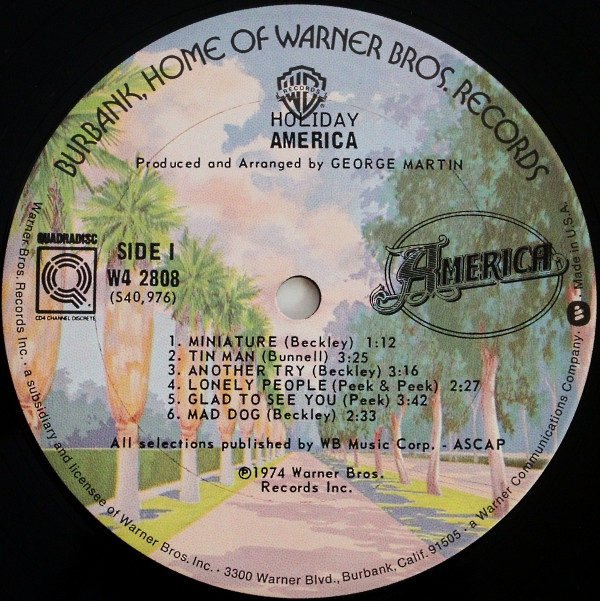 BURBANK, HOME OF WARNER BROS. RECORDS
WB
RECORDS
HOLIDAY
AMERICA
Produced and Arranged by GEORGE MARTIN
QUADRADISC
Q
CD4 CHANNEL DISCRETE
SIDE I
W4 2808
(S40,976)
AMERICA
1. MINIATURE (Beckley) 1:12
2. TIN MAN (Bunnell) 3:25
3. ANOTHER TRY (Beckley) 3:16
4. LONELY PEOPLE (Peek & Peek) 2:27
5. GLAD TO SEE YOU (Peek) 3:42
6. MAD DOG (Beckley) 2:33
All selections published by WB Music Corp. - ASCAP
℗1974 Warner Bros.
Records Inc.
Warner Bros. Records Inc. • a subsidiary and licensee of Warner Bros. Inc. • 3300 Warner Blvd., Burbank, Calif. 91505 • a Warner Communications Company. Made in U.S.A.